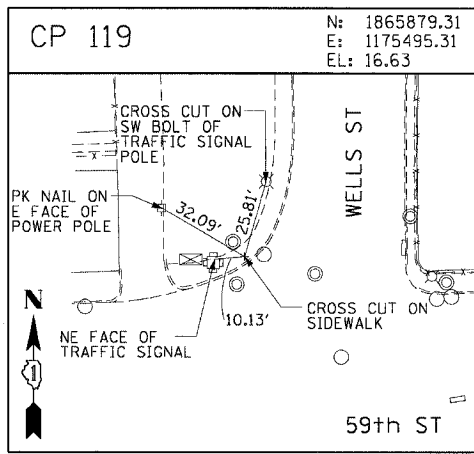 CP 119
N: 1865879.31
E: 1175495.31
EL: 16.63
CROSS CUT ON
SW BOLT OF
TRAFFIC SIGNAL
POLE
WELLS ST
PK NAIL ON
E FACE OF
POWER POLE
32.09'
25.81'
10.13'
CROSS CUT ON
SIDEWALK
NE FACE OF
TRAFFIC SIGNAL
N
1
59th ST